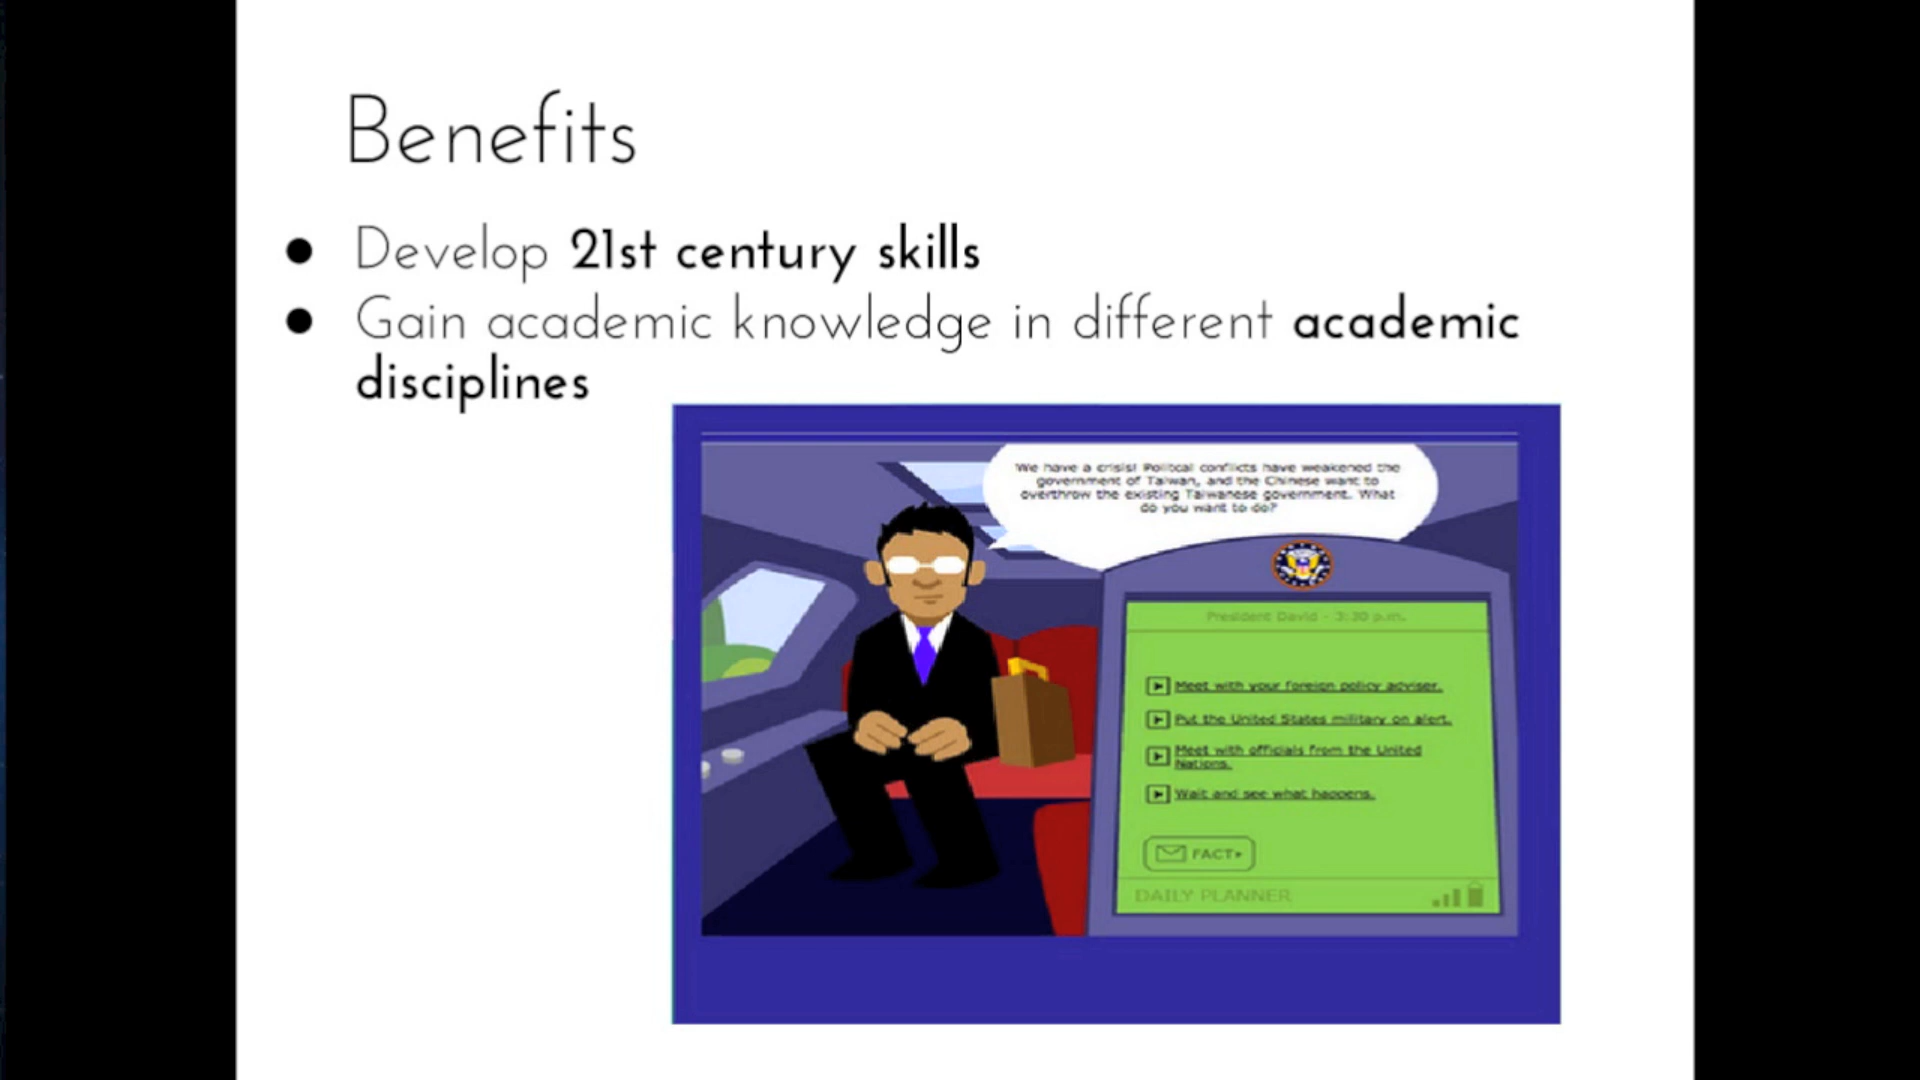 Benefits
● Develop 21st century skills
● Gain academic knowledge in different academic
disciplines
We have a crisis! Politcal conflicts have weakened the
government of Taiwan, and the Chinese want to
overthrow the existing Taiwanese government. What
do you want to do?
President David - 3:30 p.m.
Meet with your foreign policy adviser.
Put the United States military on alert.
Meet with officials from the United
Nations.
Wait and see what happens.
FACT
DAILY PLANNER